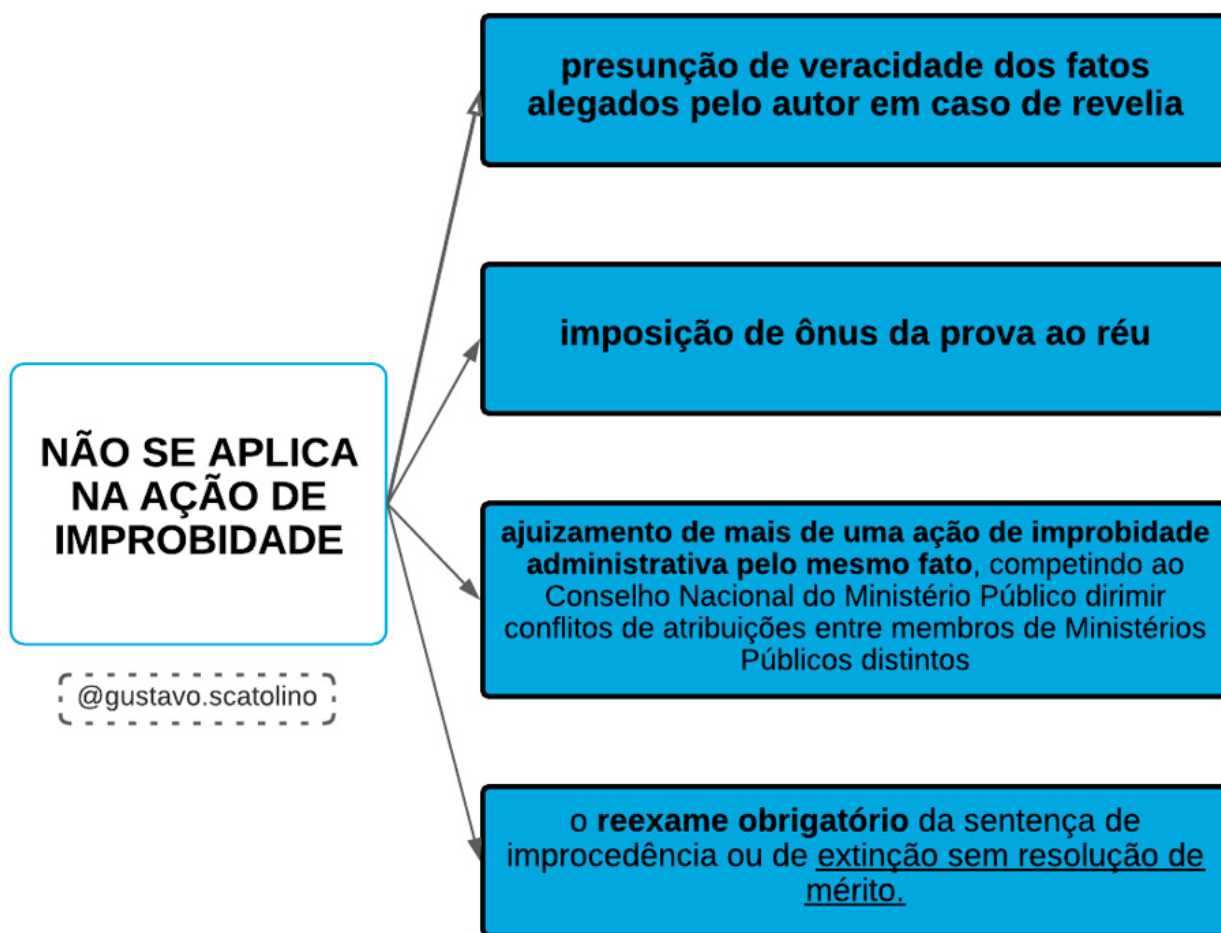 presunção de veracidade dos fatos
alegados pelo autor em caso de revelia
imposição de ônus da prova ao réu
NÃO SE APLICA
NA AÇÃO DE
IMPROBIDADE
@gustavo.scatolino
ajuizamento de mais de uma ação de improbidade
administrativa pelo mesmo fato, competindo ao
Conselho Nacional do Ministério Público dirimir
conflitos de atribuições entre membros de Ministérios
Públicos distintos
o reexame obrigatório da sentença de
improcedência ou de extinção sem resolução de
mérito.